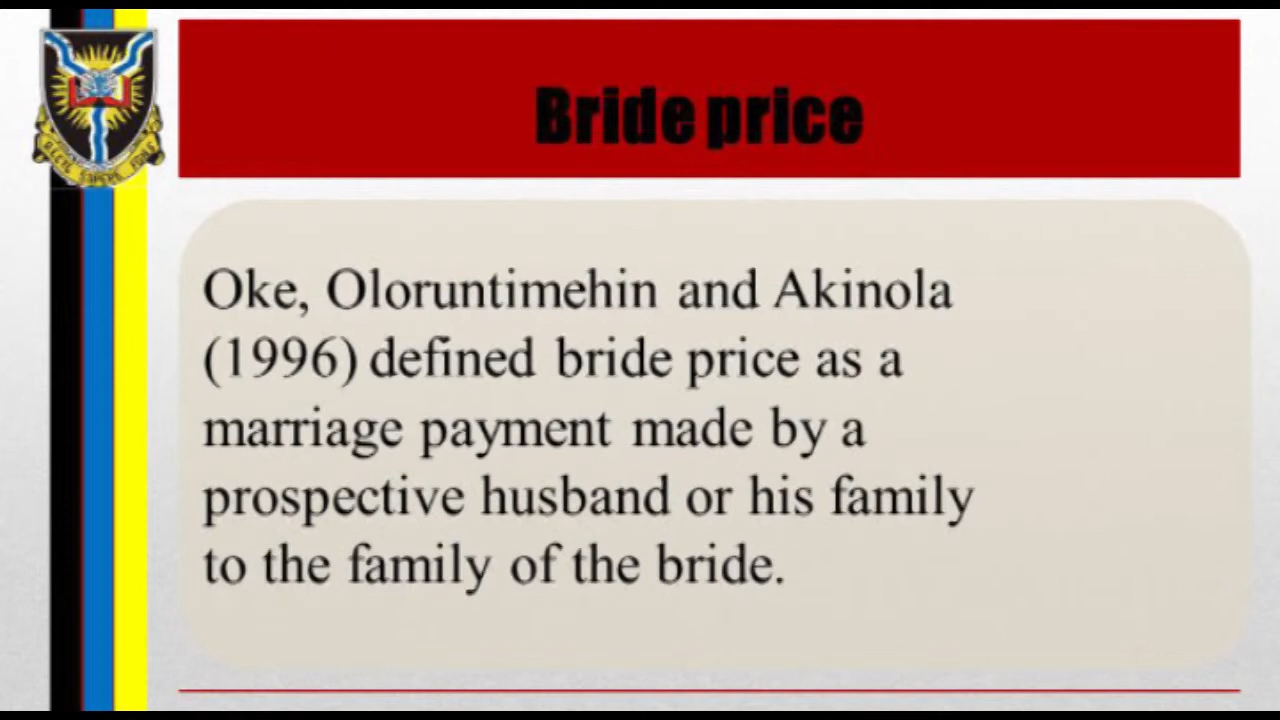 Bride price
Oke, Oloruntimehin and Akinola
(1996) defined bride price as a
marriage payment made by a
prospective husband or his family
to the family of the bride.